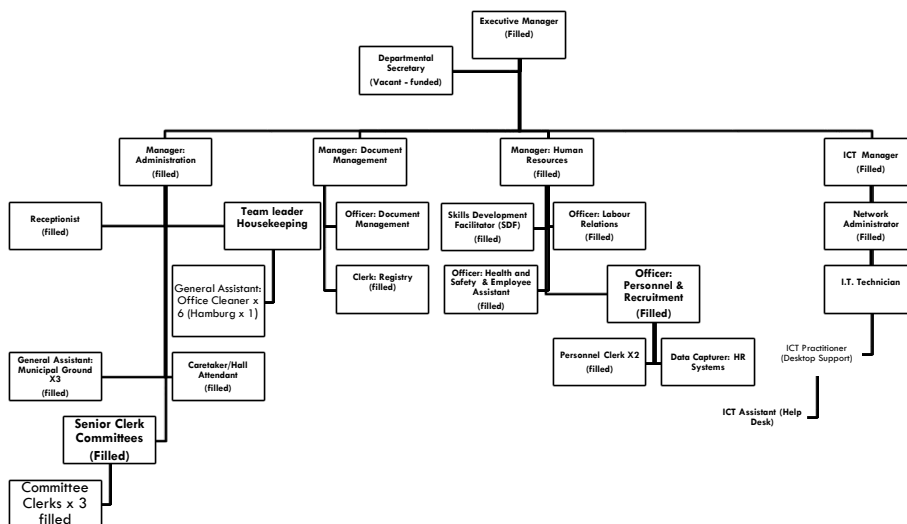 Executive Manager
(Filled)
Departmental
Secretary
(Vacant - funded)
Manager:
Administration
(filled)
Manager: Document
Management
(filled)
Manager: Human
Resources
(filled)
ICT Manager
(Filled)
Receptionist
(filled)
Team leader
Housekeeping
Officer: Document
Management
Skills Development
Facilitator (SDF)
(filled)
Officer: Labour
Relations
(Filled)
Network
Administrator
(Filled)
General Assistant:
Office Cleaner x
6 (Hamburg x 1)
Clerk: Registry
(filled)
Officer: Health and
Safety & Employee
Assistant
(filled)
Officer:
Personnel &
Recruitment
(Filled)
I.T. Technician
General Assistant:
Municipal Ground
X3
(filled)
Caretaker/Hall
Attendant
(filled)
Personnel Clerk X2
(filled)
Data Capturer: HR
Systems
ICT Practitioner
(Desktop Support)
Senior Clerk
Committees
(Filled)
ICT Assistant (Help
Desk)
Committee
Clerks x 3
filled